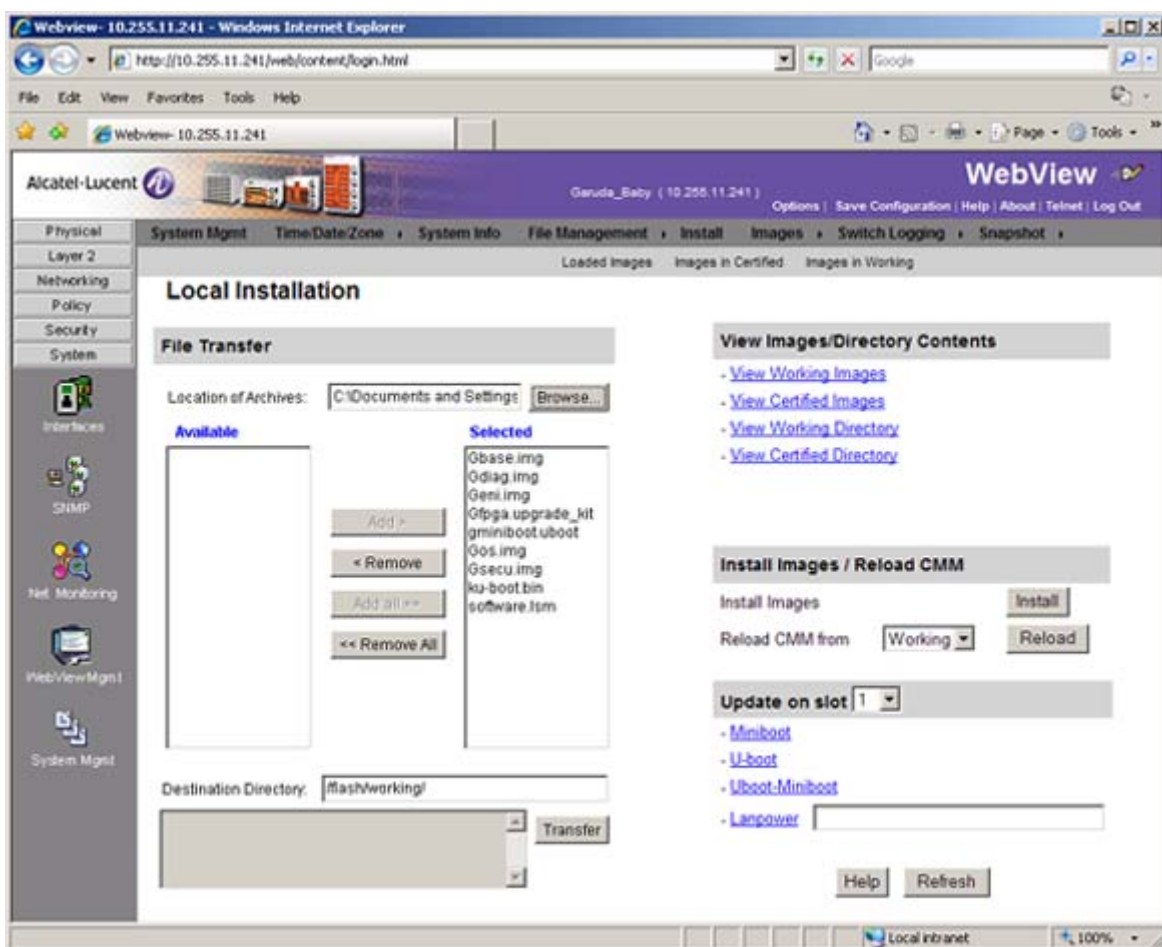 Webview- 10.255.11.241 - Windows Internet Explorer
http://10.255.11.241/web/content/login.html
Google
File Edit View Favorites Tools Help
Webview- 10.255.11.241
Page Tools
Alcatel-Lucent
WebView
Garuda_Baby ( 10.255.11.241 )
Options | Save Configuration | Help | About | Telnet | Log Out
Physical
Layer 2
Networking
Policy
Security
System
Interfaces
SNMP
Net Monitoring
WebViewMgmt
System Mgmt
System Mgmt Time/Date/Zone System Info File Management Install Images Switch Logging Snapshot
Loaded Images Images in Certified Images in Working
Local Installation
File Transfer
Location of Archives: C:\Documents and Settings Browse...
Available
Selected
Gbase.img
Gdiag.img
Geni.img
Gfpga.upgrade_kit
gminiboot.uboot
Gos.img
Gsecu.img
ku-boot.bin
software.lsm
Add >
< Remove
Add all >>
<< Remove All
Destination Directory: /flash/working/
Transfer
View Images/Directory Contents
- View Working Images
- View Certified Images
- View Working Directory
- View Certified Directory
Install Images / Reload CMM
Install Images Install
Reload CMM from Working Reload
Update on slot 1
- Miniboot
- U-boot
- Uboot-Miniboot
- Lanpower
Help Refresh
Local intranet 100%